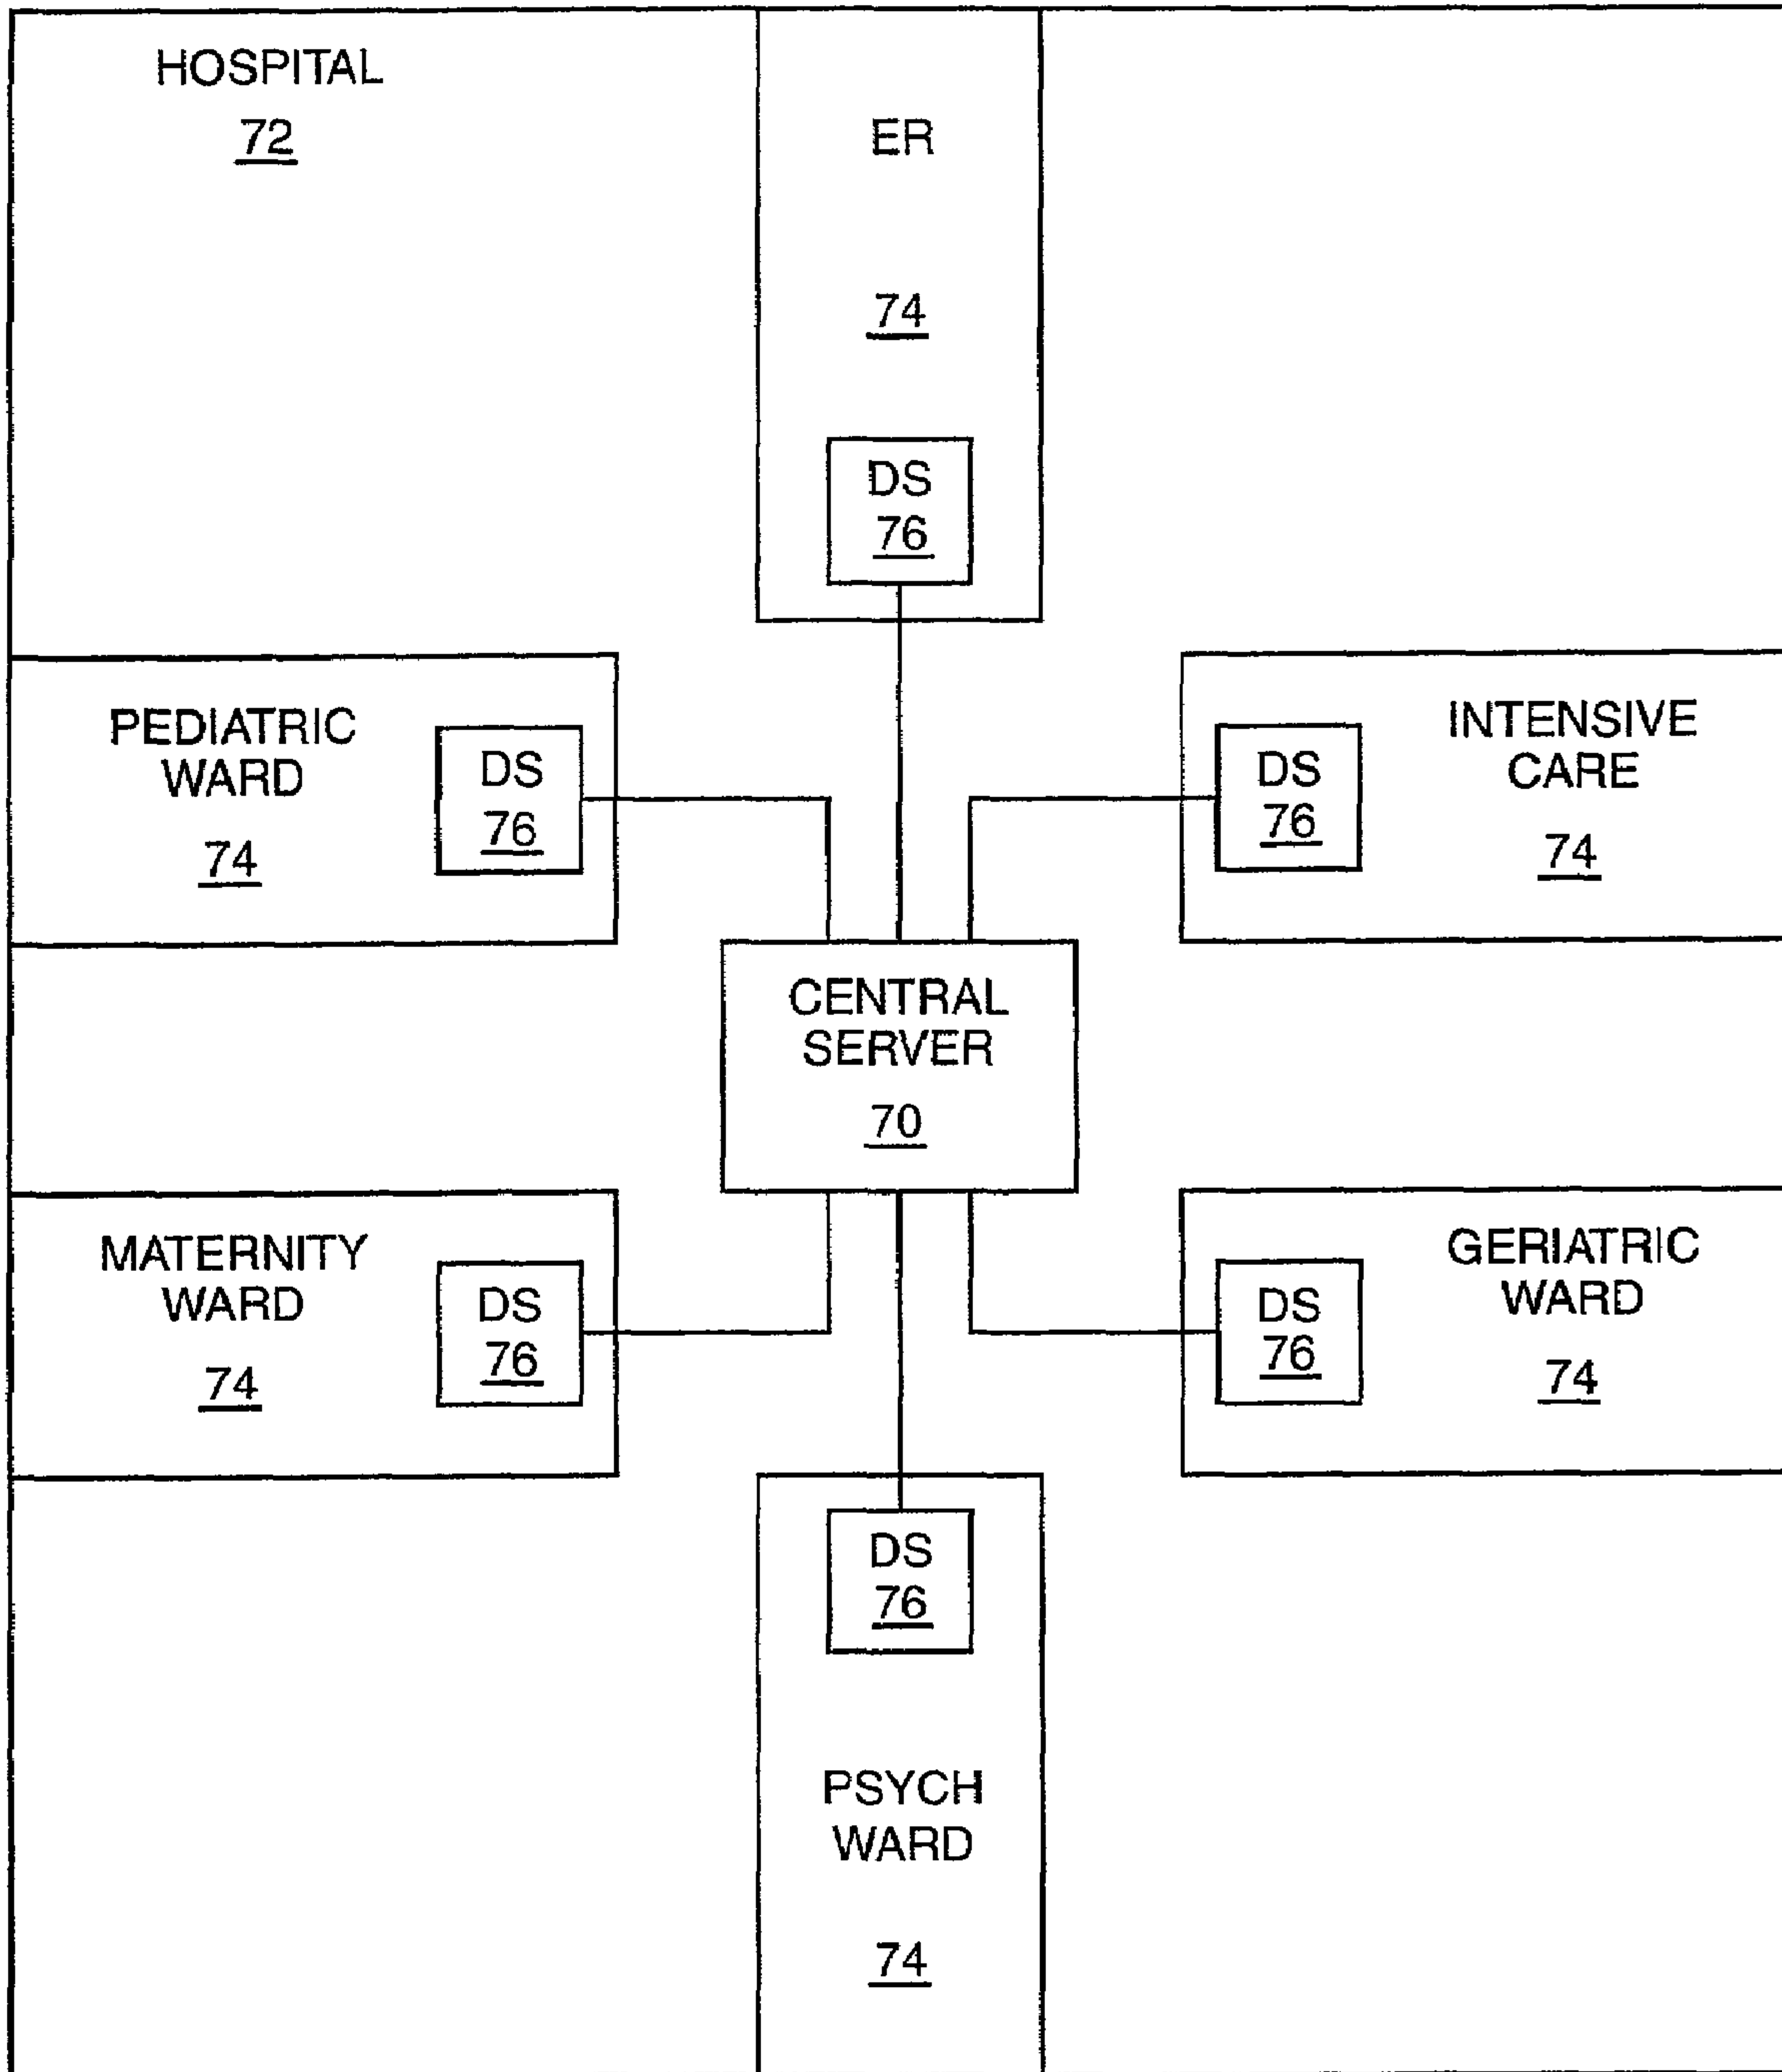 HOSPITAL
72
ER
74
DS
76
PEDIATRIC
WARD
74
DS
76
INTENSIVE
CARE
74
DS
76
CENTRAL
SERVER
70
MATERNITY
WARD
74
DS
76
GERIATRIC
WARD
74
DS
76
DS
76
PSYCH
WARD
74